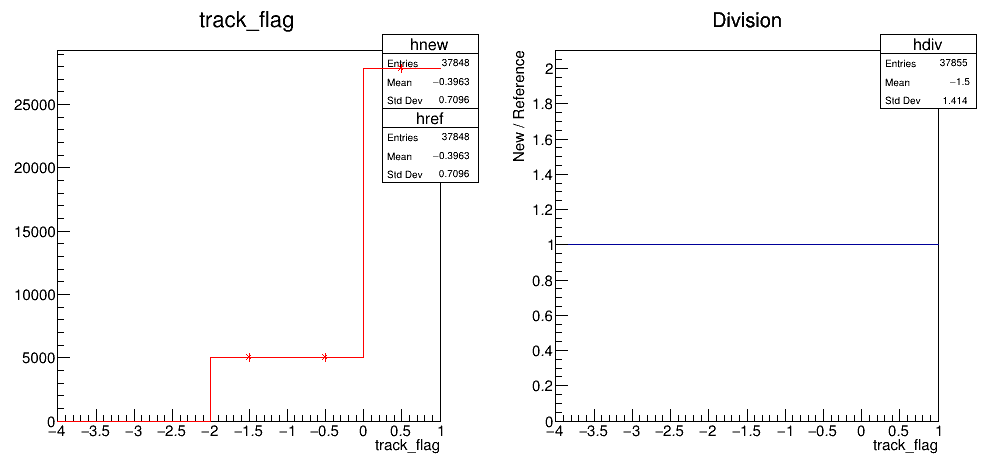 track_flag
hnew
Entries 37848
Mean −0.3963
Std Dev 0.7096
href
Entries 37848
Mean −0.3963
Std Dev 0.7096
25000
20000
15000
10000
5000
0
−4 −3.5 −3 −2.5 −2 −1.5 −1 −0.5 0 0.5 1
track_flag
Division
hdiv
Entries 37855
Mean −1.5
Std Dev 1.414
New / Reference
2
1.8
1.6
1.4
1.2
1
0.8
0.6
0.4
0.2
0
−4 −3.5 −3 −2.5 −2 −1.5 −1 −0.5 0 0.5 1
track_flag